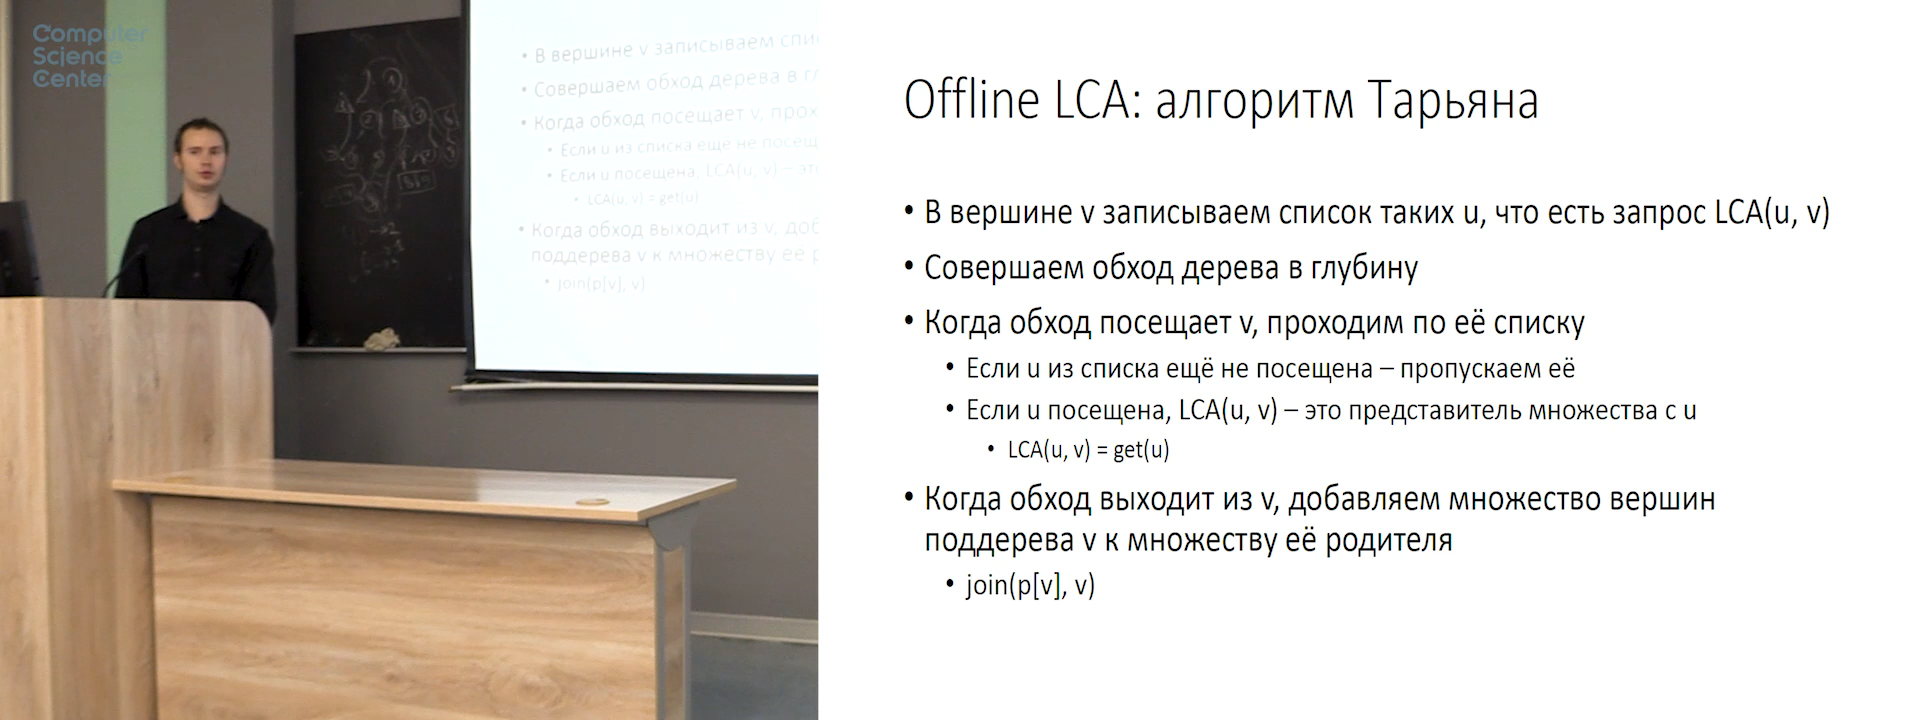 Computer
Science
Center
В вершине v записываем спи
Совершаем обход дерева в г
Когда обход посещает v, прох
Если u из списка ещё не посещ
Если u посещена, LCA(u, v) – это
LCA(u, v) = get(u)
Когда обход выходит из v, доб
поддерева v к множеству её р
join(p[v], v)
Offline LCA: алгоритм Тарьяна
• В вершине v записываем список таких u, что есть запрос LCA(u, v)
• Совершаем обход дерева в глубину
• Когда обход посещает v, проходим по её списку
• Если u из списка ещё не посещена – пропускаем её
• Если u посещена, LCA(u, v) – это представитель множества с u
• LCA(u, v) = get(u)
• Когда обход выходит из v, добавляем множество вершин
поддерева v к множеству её родителя
• join(p[v], v)